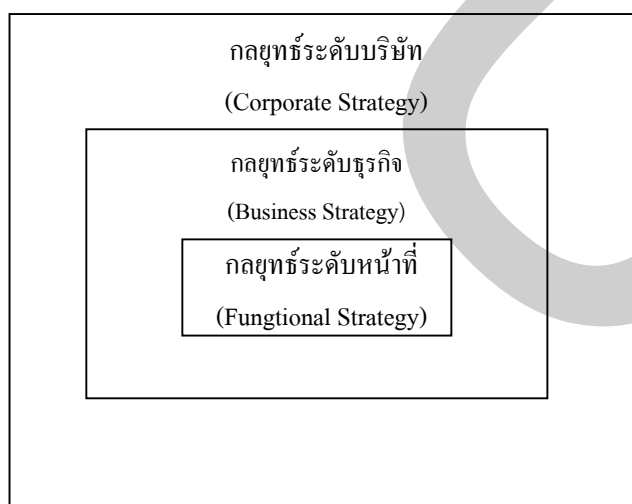 กลยุทธ์ระดับบริษัท
(Corporate Strategy)
กลยุทธ์ระดับธุรกิจ
(Business Strategy)
กลยุทธ์ระดับหน้าที่
(Fungtional Strategy)